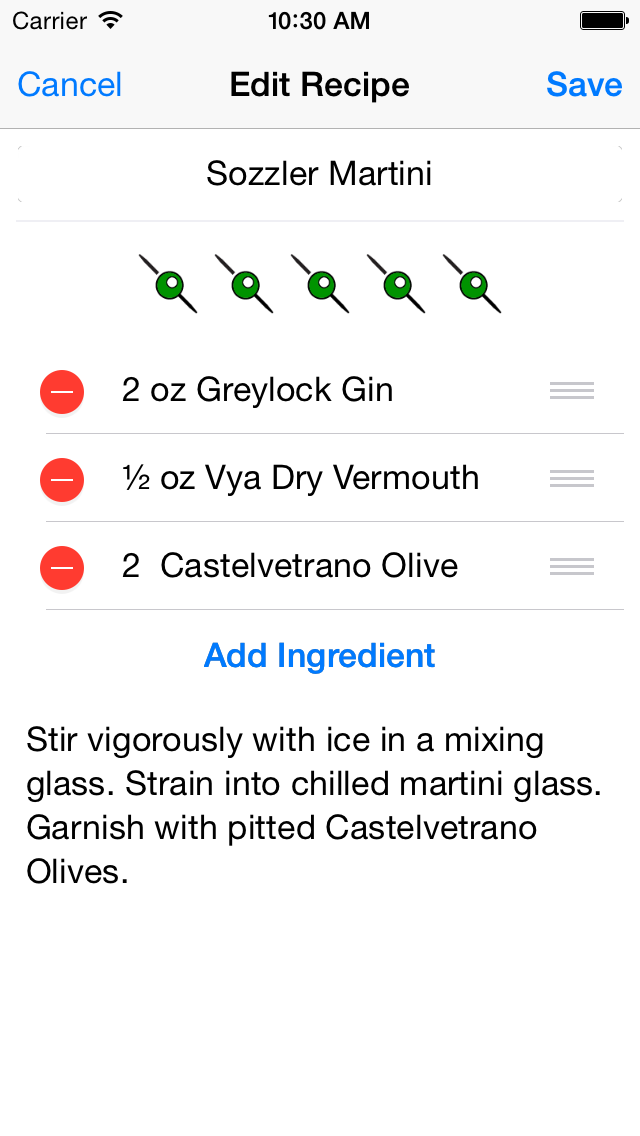 Carrier 10:30 AM
Cancel Edit Recipe Save
Sozzler Martini
2 oz Greylock Gin
½ oz Vya Dry Vermouth
2  Castelvetrano Olive
Add Ingredient
Stir vigorously with ice in a mixing
glass. Strain into chilled martini glass.
Garnish with pitted Castelvetrano
Olives.